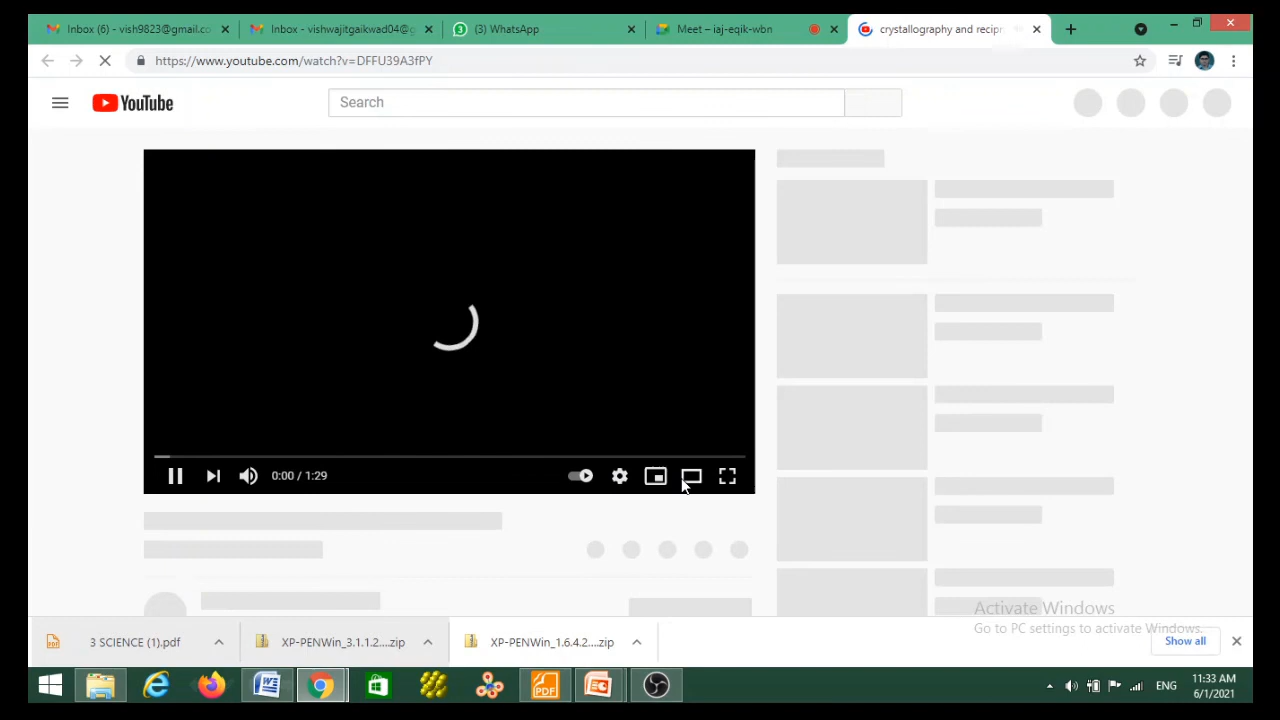 Inbox (6) - vish9823@gmail.cc
Inbox - vishwajitgaikwad04@g
(3) WhatsApp
Meet – iaj-eqik-wbn
crystallography and recipr
https://www.youtube.com/watch?v=DFFU39A3fPY
YouTube
Search
0:00 / 1:29
Activate Windows
Go to PC settings to activate Windows.
3 SCIENCE (1).pdf
XP-PENWin_3.1.1.2....zip
XP-PENWin_1.6.4.2....zip
Show all
PDF
ENG
11:33 AM
6/1/2021